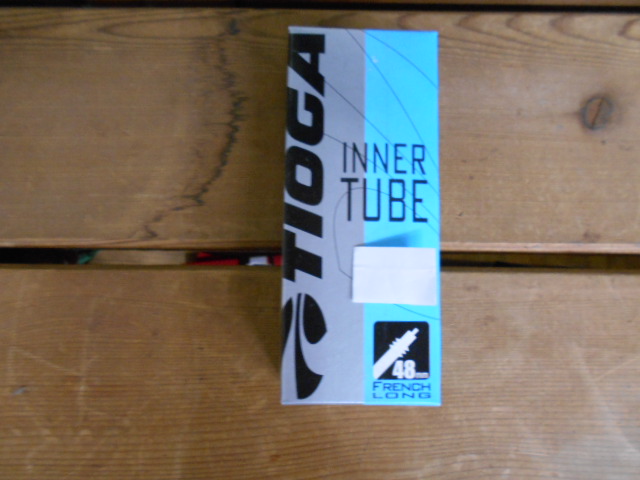 TIOGA
INNER
TUBE
48mm
FRENCH
LONG